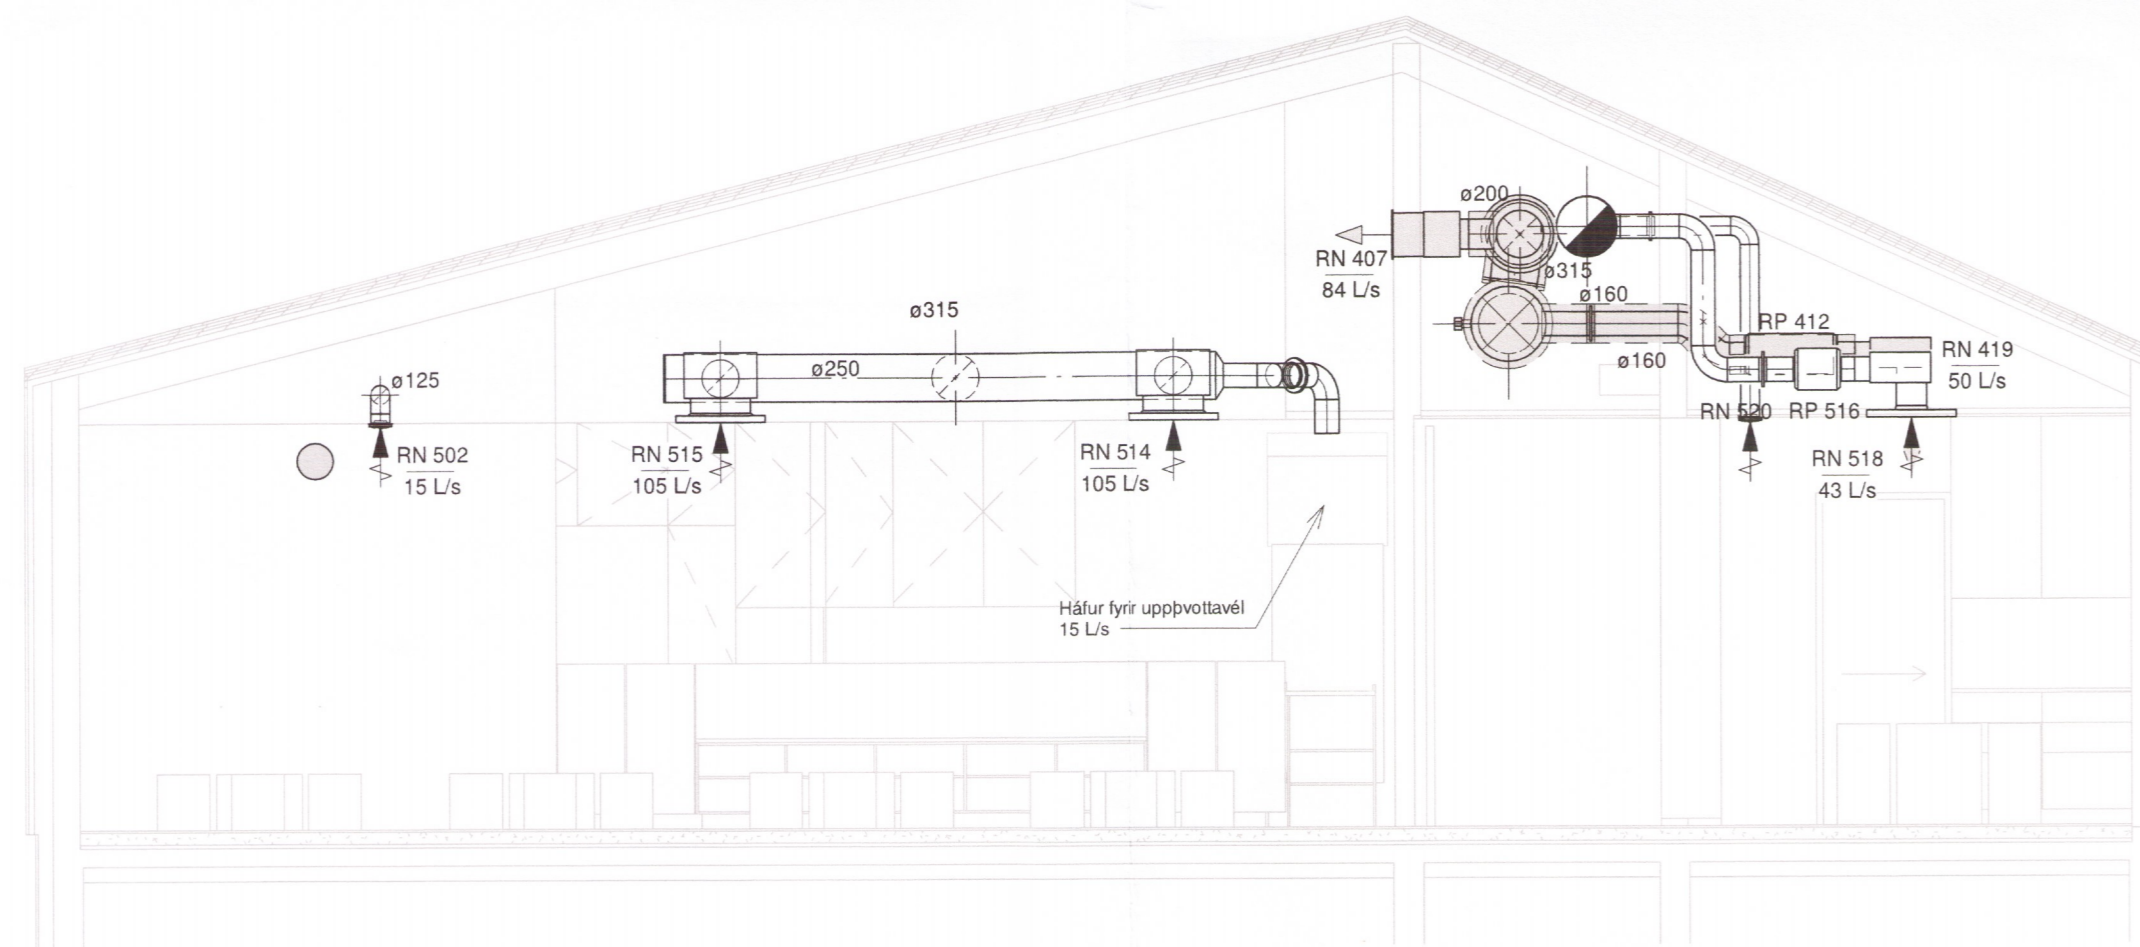 ø200
RN 407
84 L/s
ø315
ø160
RP 412
ø160
RN 419
50 L/s
ø315
ø250
ø125
RN 502
15 L/s
RN 515
105 L/s
RN 514
105 L/s
RN 520
RP 516
RN 518
43 L/s
Háfur fyrir uppþvottavél
15 L/s